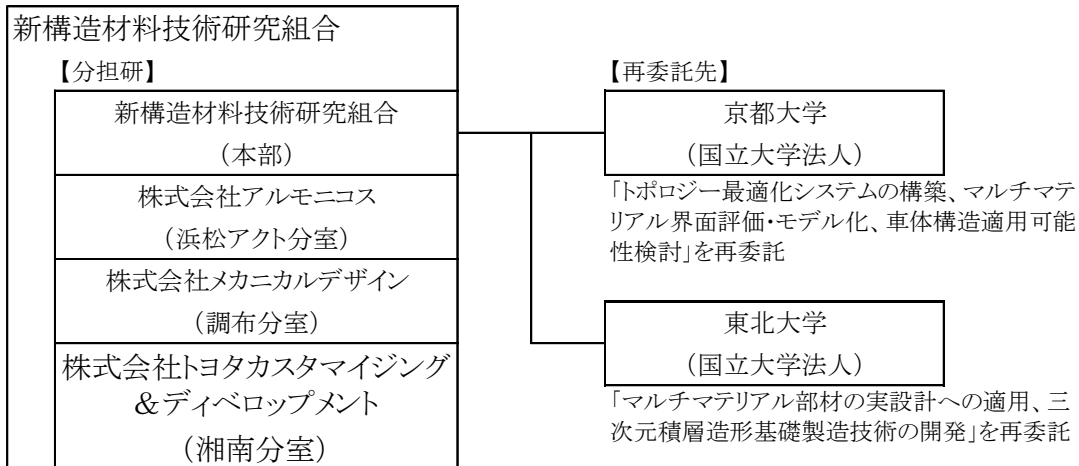 新構造材料技術研究組合
【分担研】
新構造材料技術研究組合
（本部）
株式会社アルモニコス
（浜松アクト分室）
株式会社メカニカルデザイン
（調布分室）
株式会社トヨタカスタマイジング
＆ディベロップメント
（湘南分室）
【再委託先】
京都大学
（国立大学法人）
「トポロジー最適化システムの構築、マルチマテ
リアル界面評価・モデル化、車体構造適用可能
性検討」を再委託
東北大学
（国立大学法人）
「マルチマテリアル部材の実設計への適用、三
次元積層造形基礎製造技術の開発」を再委託